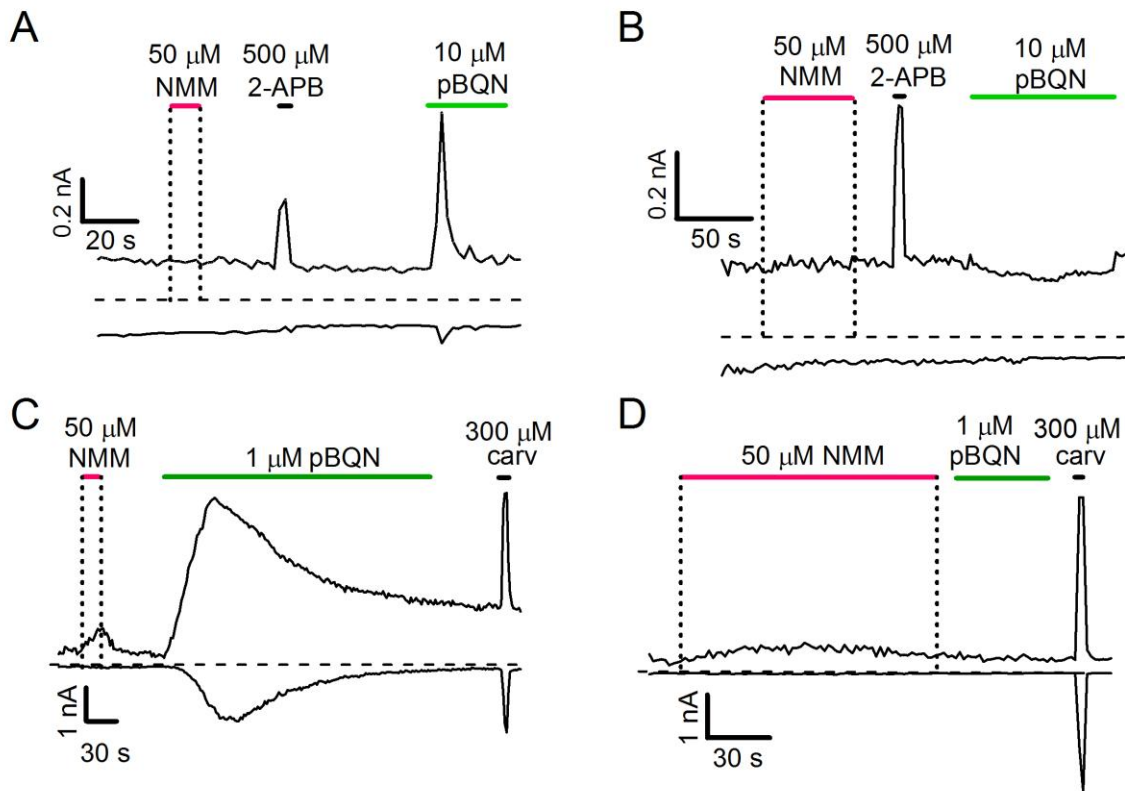 A
50 μM
NMM
500 μM
2-APB
10 μM
pBQN
0.2 nA
20 s
B
50 μM
NMM
500 μM
2-APB
10 μM
pBQN
0.2 nA
50 s
C
50 μM
NMM
1 μM pBQN
300 μM
carv
1 nA
30 s
D
50 μM NMM
1 μM
pBQN
300 μM
carv
1 nA
30 s